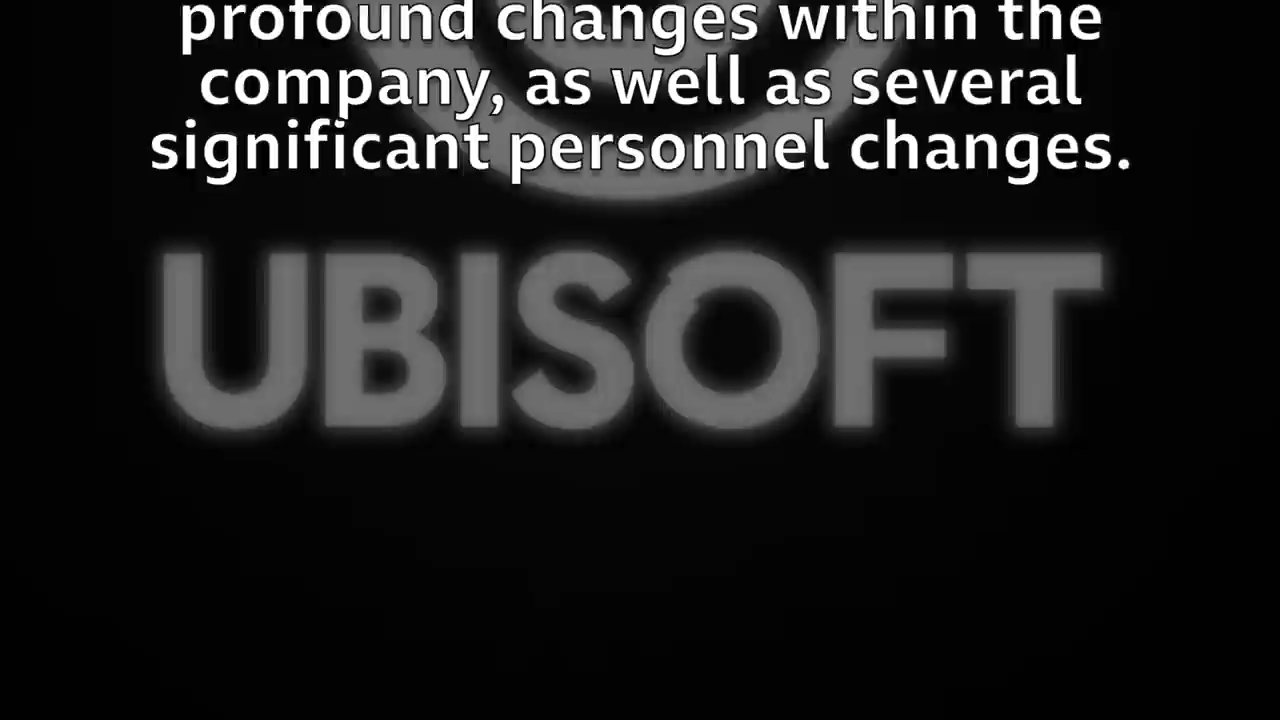 profound changes within the
company, as well as several
significant personnel changes.
UBISOFT